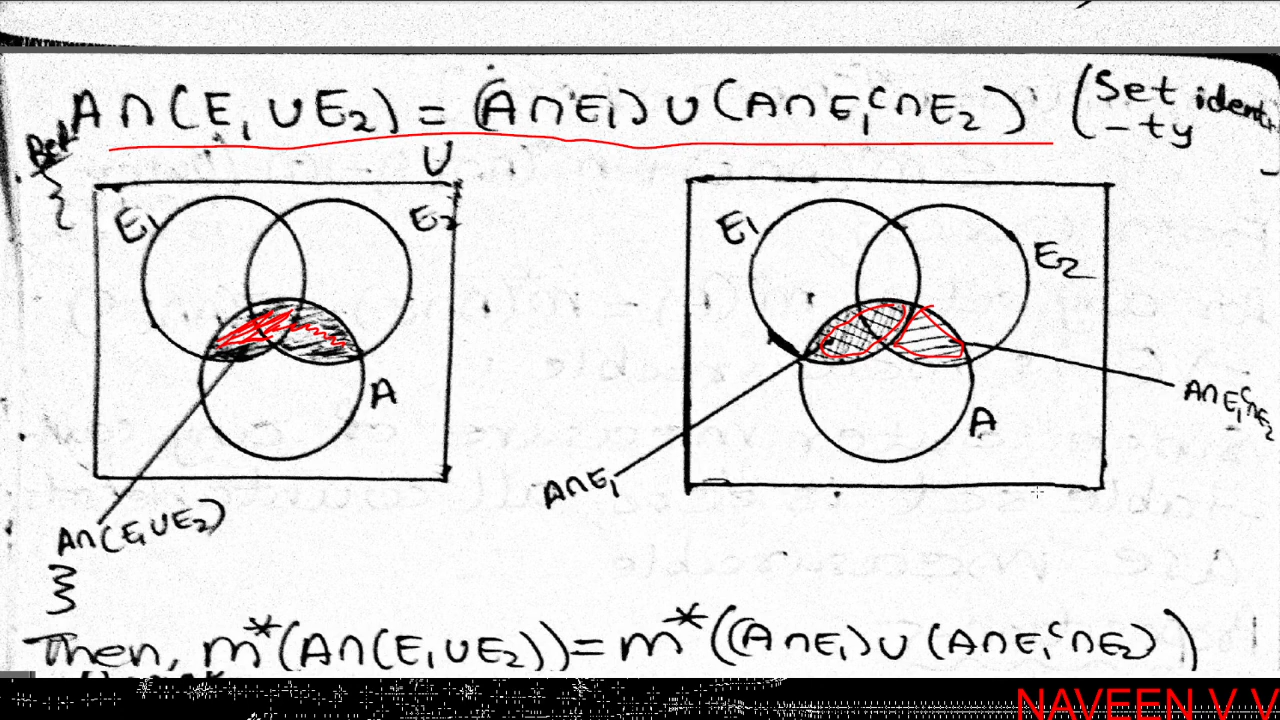 A∩(E₁∪E₂) = (A∩E₁)∪(A∩E₁ᶜ∩E₂) (Set identi
-ty
{
U
E₁
E₂
A
A∩(E₁∪E₂)
E₁
E₂
A
A∩E₁
A∩E₁ᶜ∩E₂
}
Then, m*(A∩(E₁∪E₂)) = m*((A∩E₁)∪(A∩E₁ᶜ∩E₂))
NAVEEN V V